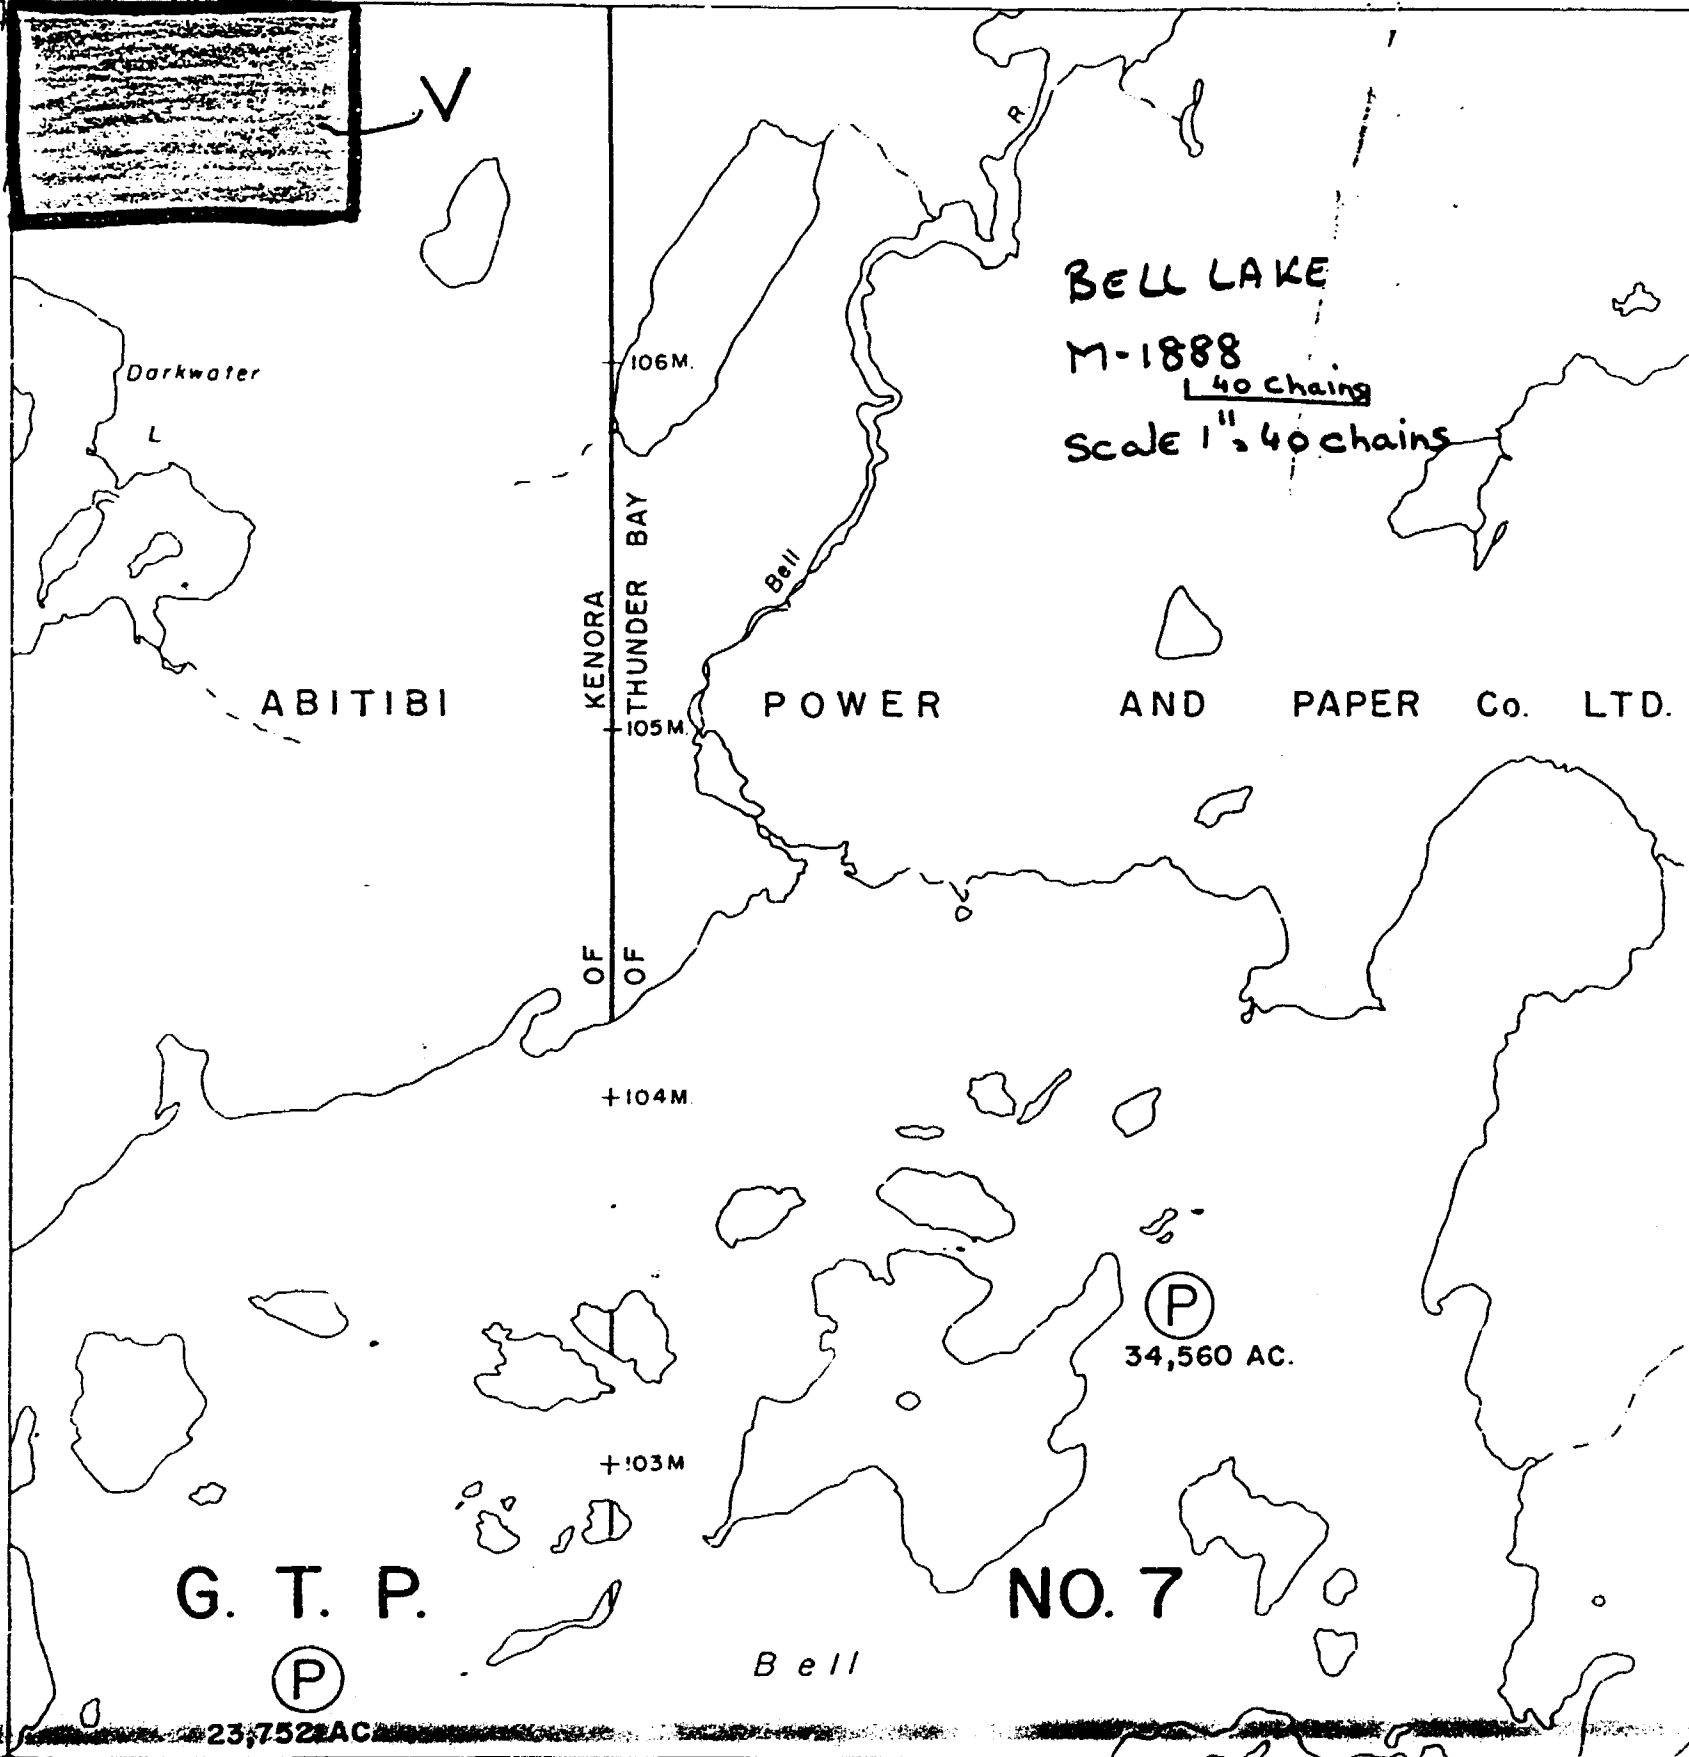 V
R
BELL LAKE
M-1888
40 chains
Scale 1" = 40 chains
106M.
Darkwater
L
Bell
KENORA
THUNDER BAY
ABITIBI POWER AND PAPER Co. LTD.
105M.
OF
OF
104M.
P
34,560 AC.
103M
G. T. P. NO. 7
Bell
P
23,752 AC